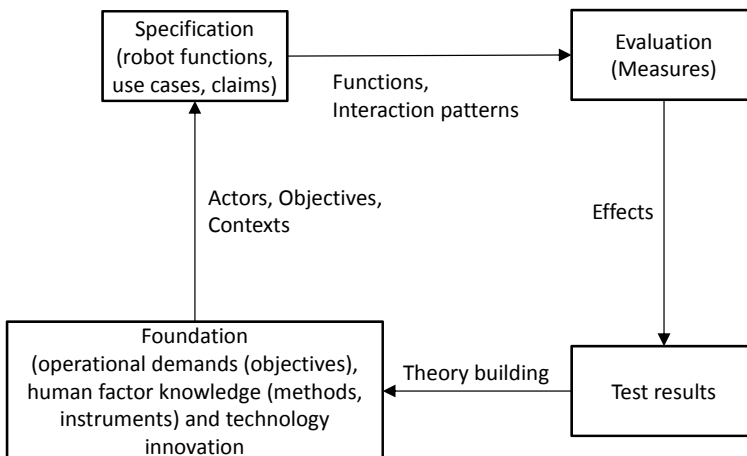 Specification
(robot functions,
use cases, claims)
Evaluation
(Measures)
Functions,
Interaction patterns
Actors, Objectives,
Contexts
Effects
Foundation
(operational demands (objectives),
human factor knowledge (methods,
instruments) and technology
innovation
Theory building
Test results